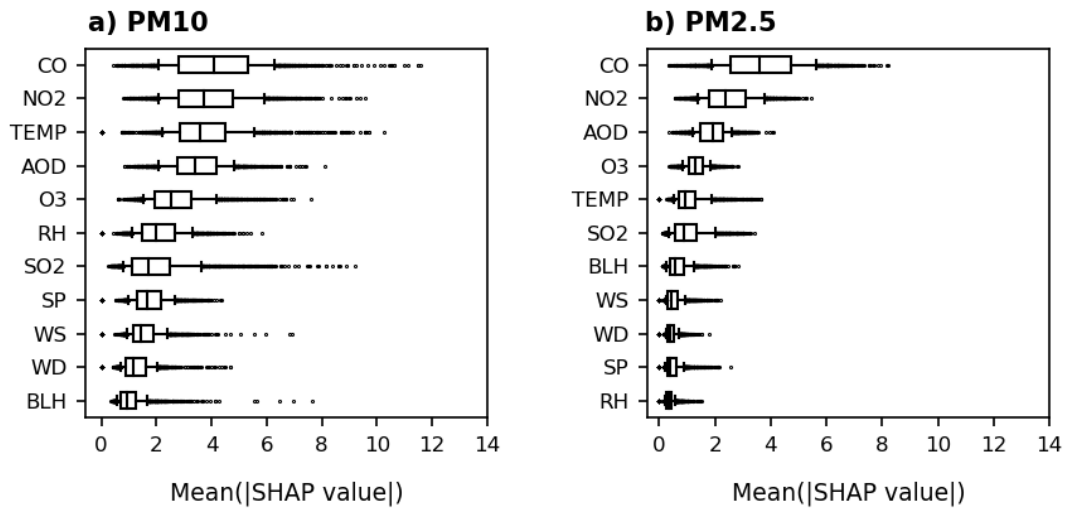 a) PM10
CO
NO2
TEMP
AOD
O3
RH
SO2
SP
WS
WD
BLH
0 2 4 6 8 10 12 14
Mean(|SHAP value|)
b) PM2.5
CO
NO2
AOD
O3
TEMP
SO2
BLH
WS
WD
SP
RH
0 2 4 6 8 10 12 14
Mean(|SHAP value|)